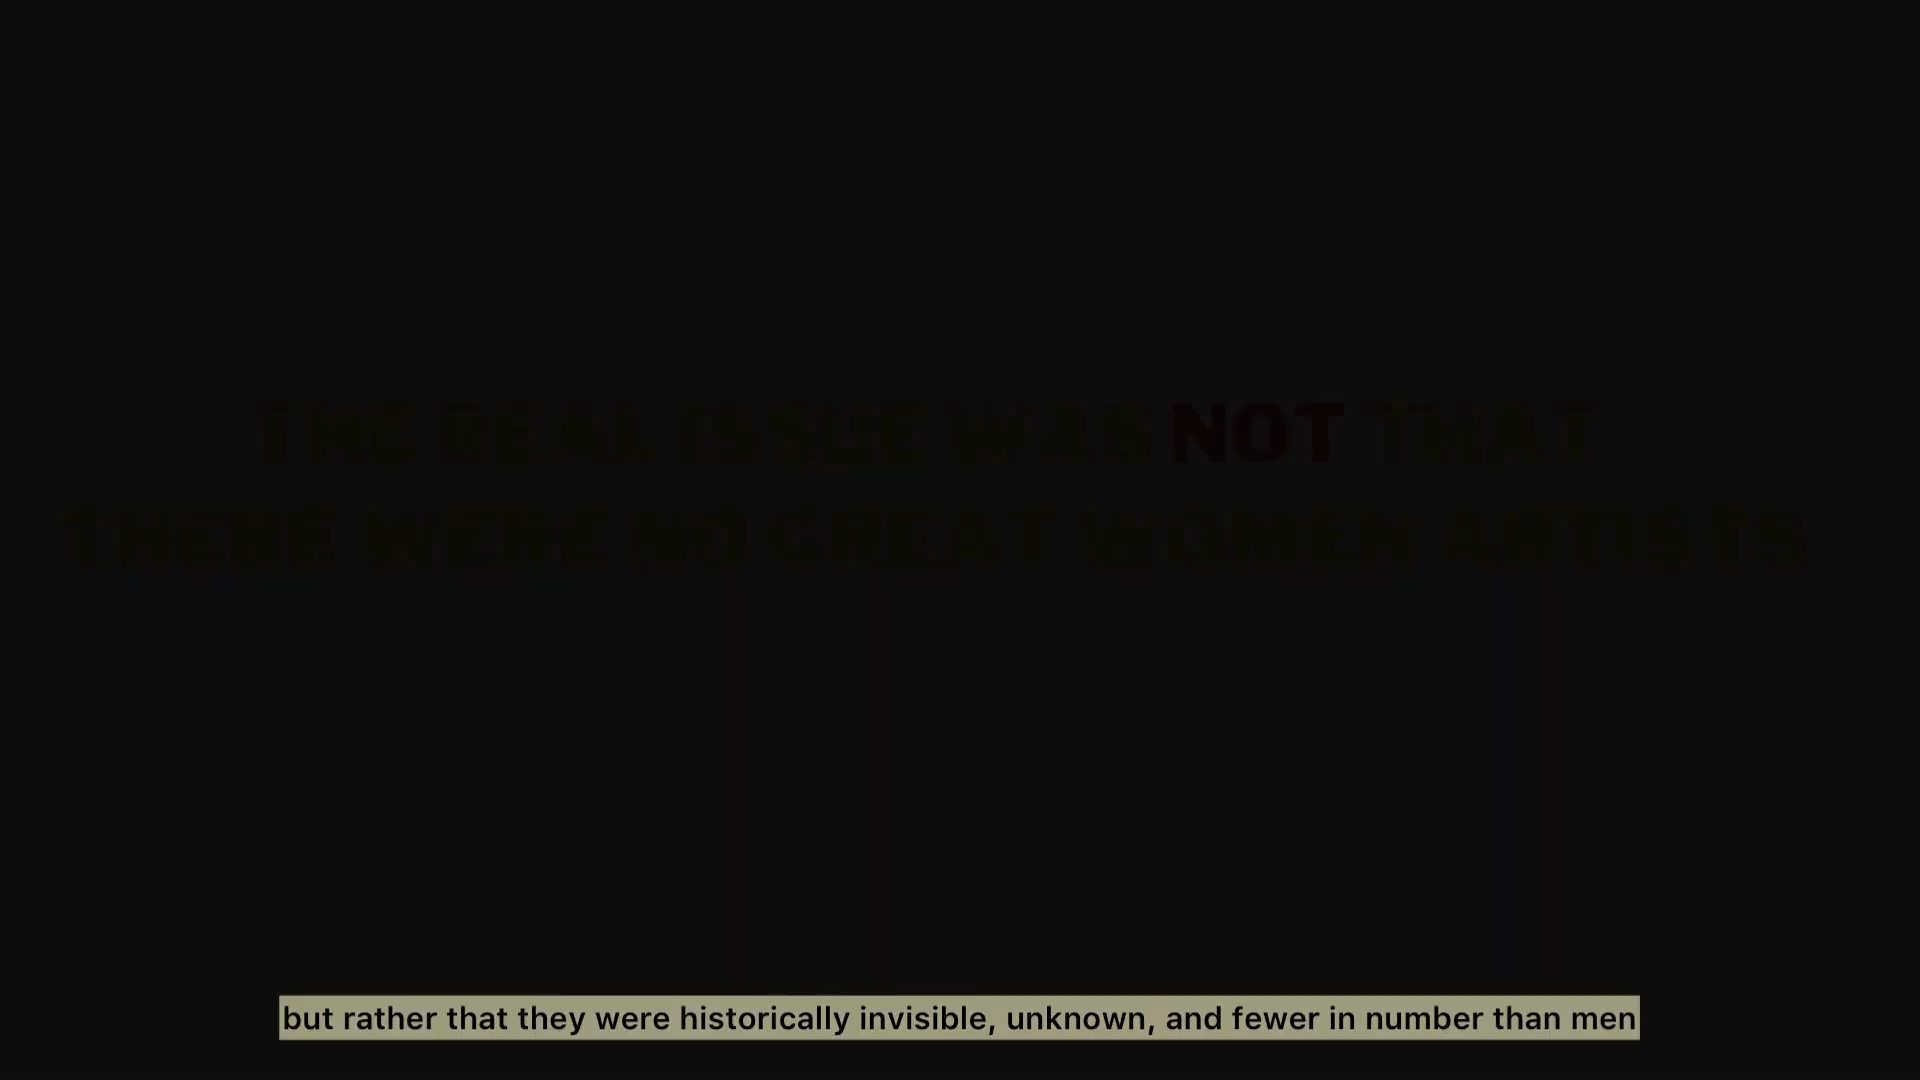 THE REAL ISSUE WAS NOT THAT
THERE WERE NO GREAT WOMEN ARTISTS
but rather that they were historically invisible, unknown, and fewer in number than men